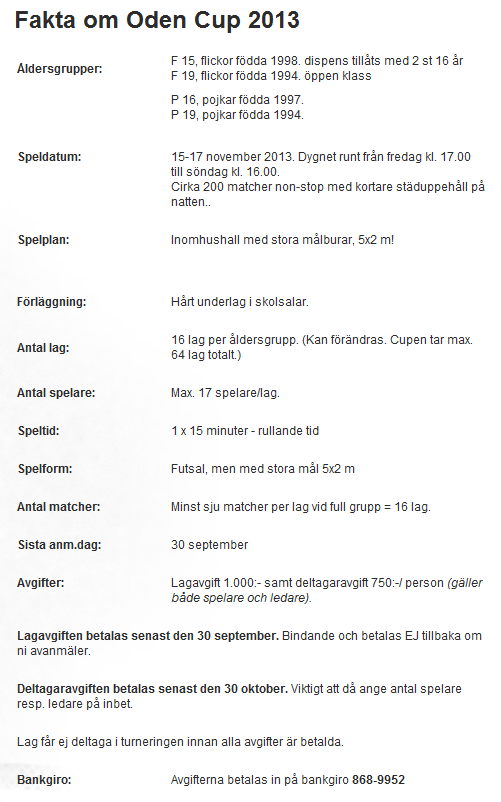 Fakta om Oden Cup 2013
Åldersgrupper:
F 15, flickor födda 1998. dispens tillåts med 2 st 16 år
F 19, flickor födda 1994. öppen klass
P 16, pojkar födda 1997.
P 19, pojkar födda 1994.
Speldatum:
15-17 november 2013. Dygnet runt från fredag kl. 17.00
till söndag kl. 16.00.
Cirka 200 matcher non-stop med kortare städuppehåll på
natten..
Spelplan:
Inomhushall med stora målburar, 5x2 m!
Förläggning:
Hårt underlag i skolsalar.
Antal lag:
16 lag per åldersgrupp. (Kan förändras. Cupen tar max.
64 lag totalt.)
Antal spelare:
Max. 17 spelare/lag.
Speltid:
1 x 15 minuter - rullande tid
Spelform:
Futsal, men med stora mål 5x2 m
Antal matcher:
Minst sju matcher per lag vid full grupp = 16 lag.
Sista anm.dag:
30 september
Avgifter:
Lagavgift 1.000:- samt deltagaravgift 750:-/ person (gäller
både spelare och ledare).
Lagavgiften betalas senast den 30 september. Bindande och betalas EJ tillbaka om
ni avanmäler.
Deltagaravgiften betalas senast den 30 oktober. Viktigt att då ange antal spelare
resp. ledare på inbet.
Lag får ej deltaga i turneringen innan alla avgifter är betalda.
Bankgiro:
Avgifterna betalas in på bankgiro 868-9952